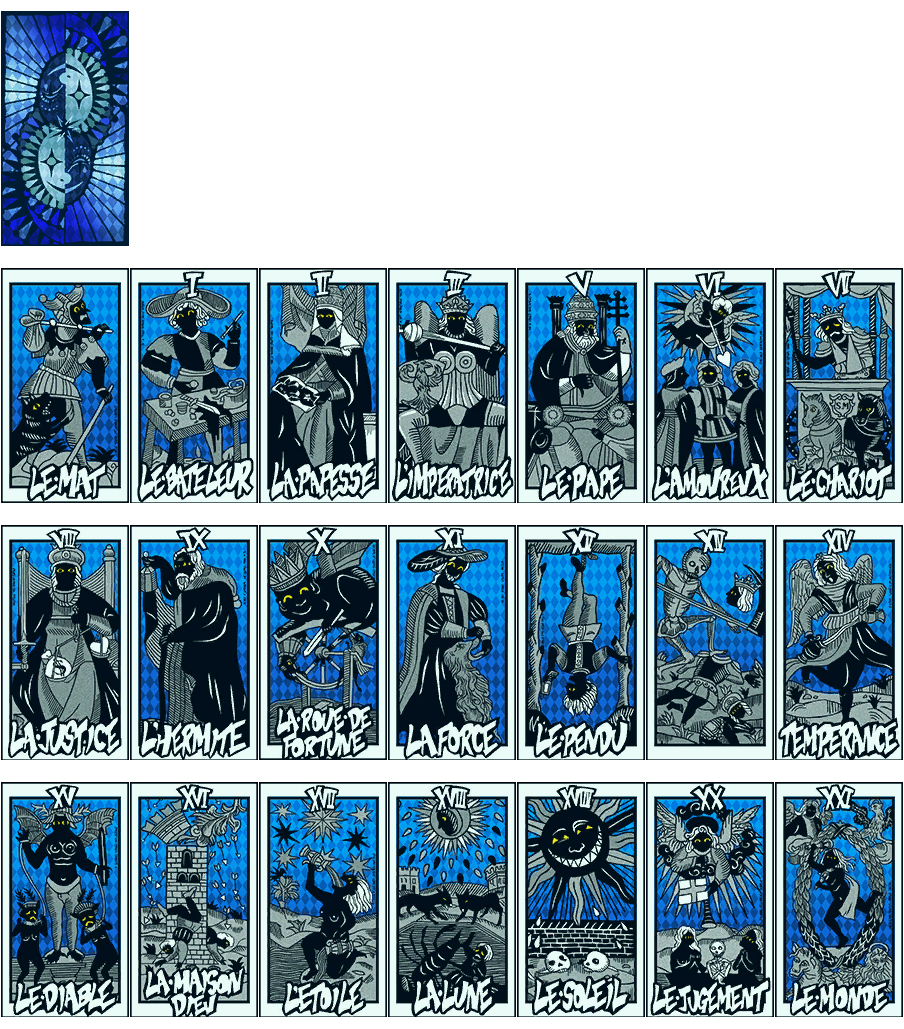 I
II
III
V
VI
VII
LE·MAT
LE·BATELEUR
LA·PAPESSE
L'IMPERATRICE
LE·PAPE
L'AMOUREUX
LE·CHARIOT
VIII
IX
X
XI
XII
XIII
XIV
LA·JUSTICE
L'HERMITE
LA·ROUE·DE
FORTUNE
LA FORCE
LE·PENDU
TEMPERANCE
XV
XVI
XVII
XVIII
XVIIII
XX
XXI
LE·DIABLE
LA·MAISON
DIEU
L'ETOILE
LA·LUNE
LE·SOLEIL
LE·JUGEMENT
LE·MONDE